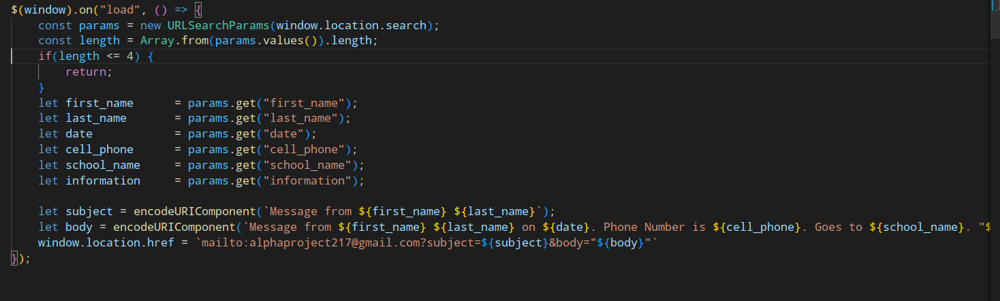 $(window).on("load", () => {
    const params = new URLSearchParams(window.location.search);
    const length = Array.from(params.values()).length;
    if(length <= 4) {
        return;
    }
    let first_name      = params.get("first_name");
    let last_name       = params.get("last_name");
    let date            = params.get("date");
    let cell_phone      = params.get("cell_phone");
    let school_name     = params.get("school_name");
    let information     = params.get("information");

    let subject = encodeURIComponent(`Message from ${first_name} ${last_name}`);
    let body = encodeURIComponent(`Message from ${first_name} ${last_name} on ${date}. Phone Number is ${cell_phone}. Goes to ${school_name}. "$
    window.location.href = `mailto:alphaproject217@gmail.com?subject=${subject}&body="${body}"`
});